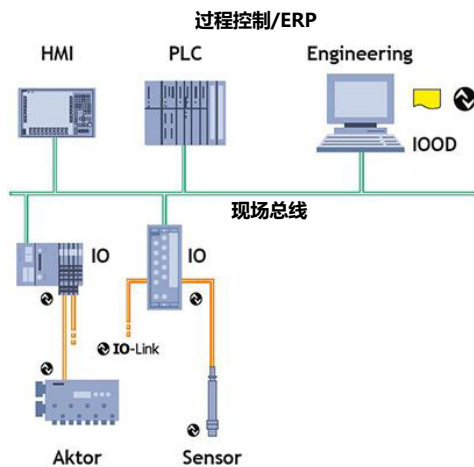 过程控制/ERP
HMI
PLC
Engineering
IOOD
现场总线
IO
IO
IO-Link
Aktor
Sensor